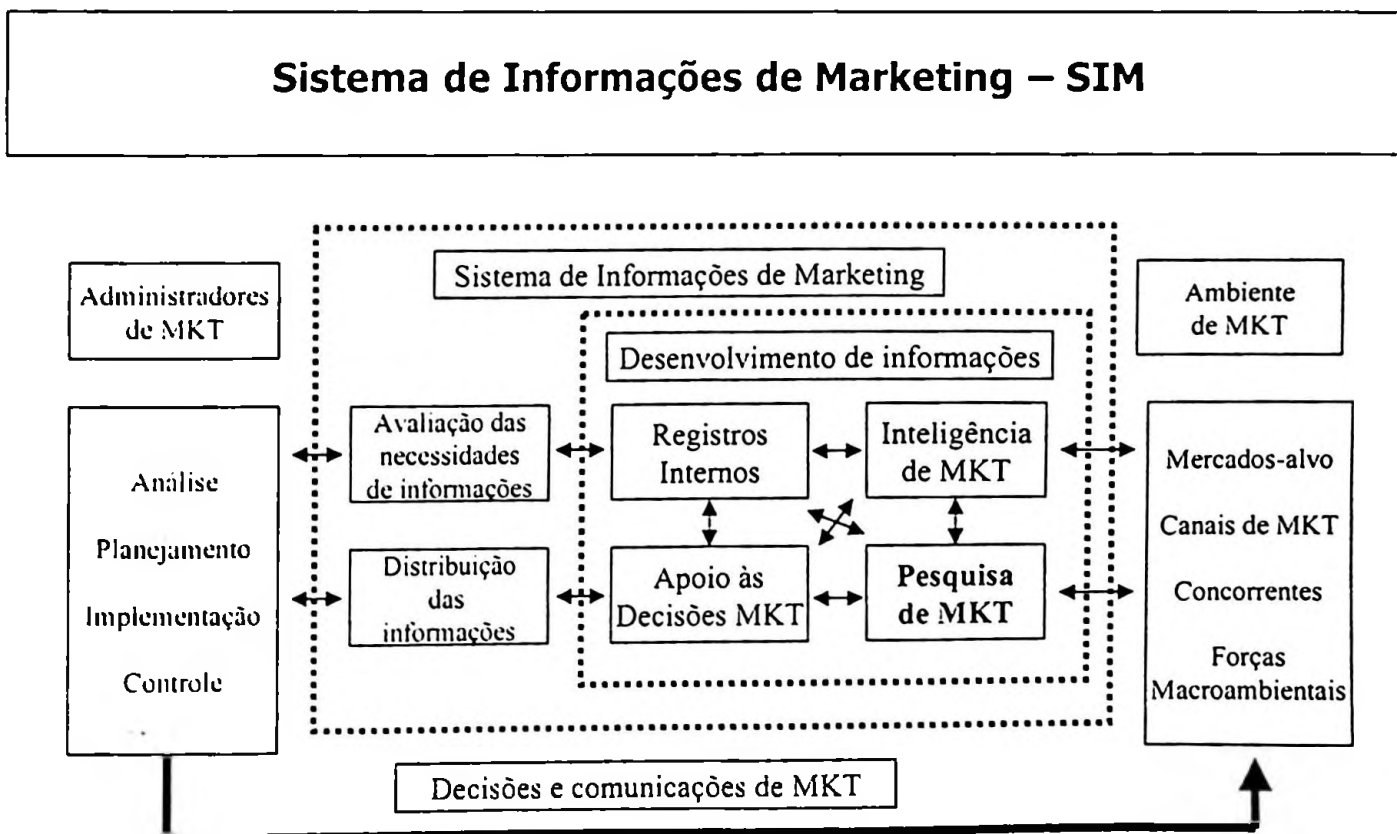 Sistema de Informações de Marketing – SIM
Administradores
de MKT
Análise
Planejamento
Implementação
Controle
Sistema de Informações de Marketing
Avaliação das
necessidades
de informações
Distribuição
das
informações
Desenvolvimento de informações
Registros
Internos
Inteligência
de MKT
Apoio às
Decisões MKT
Pesquisa
de MKT
Ambiente
de MKT
Mercados-alvo
Canais de MKT
Concorrentes
Forças
Macroambientais
Decisões e comunicações de MKT